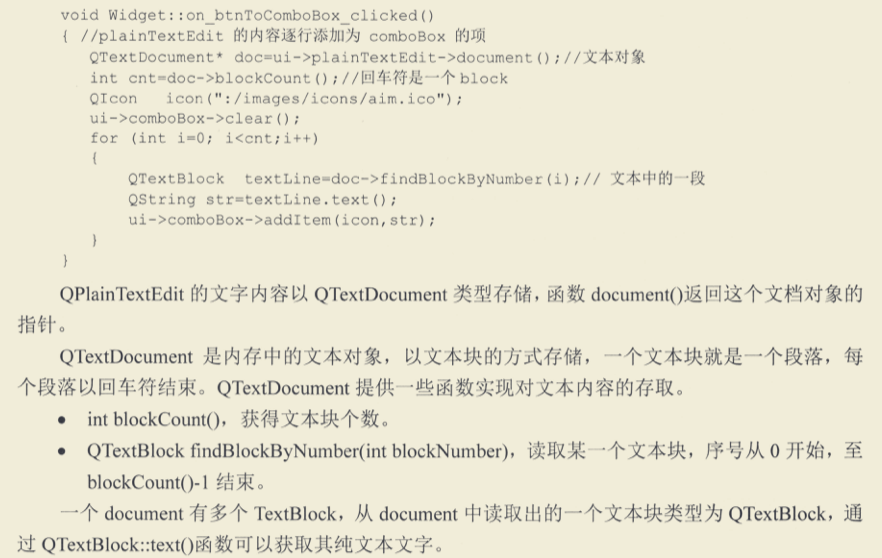 void Widget::on_btnToComboBox_clicked()
{ //plainTextEdit 的内容逐行添加为 comboBox 的项
QTextDocument* doc=ui->plainTextEdit->document();//文本对象
int cnt=doc->blockCount();//回车符是一个 block
QIcon icon(":/images/icons/aim.ico");
ui->comboBox->clear();
for (int i=0; i<cnt;i++)
{
QTextBlock textLine=doc->findBlockByNumber(i);// 文本中的一段
QString str=textLine.text();
ui->comboBox->addItem(icon,str);
}
}
QPlainTextEdit 的文字内容以 QTextDocument 类型存储，函数 document()返回这个文档对象的
指针。
QTextDocument 是内存中的文本对象，以文本块的方式存储，一个文本块就是一个段落，每
个段落以回车符结束。QTextDocument 提供一些函数实现对文本内容的存取。
• int blockCount()，获得文本块个数。
• QTextBlock findBlockByNumber(int blockNumber)，读取某一个文本块，序号从 0 开始，至
blockCount()-1 结束。
一个 document 有多个 TextBlock，从 document 中读取出的一个文本块类型为 QTextBlock，通
过 QTextBlock::text()函数可以获取其纯文本文字。